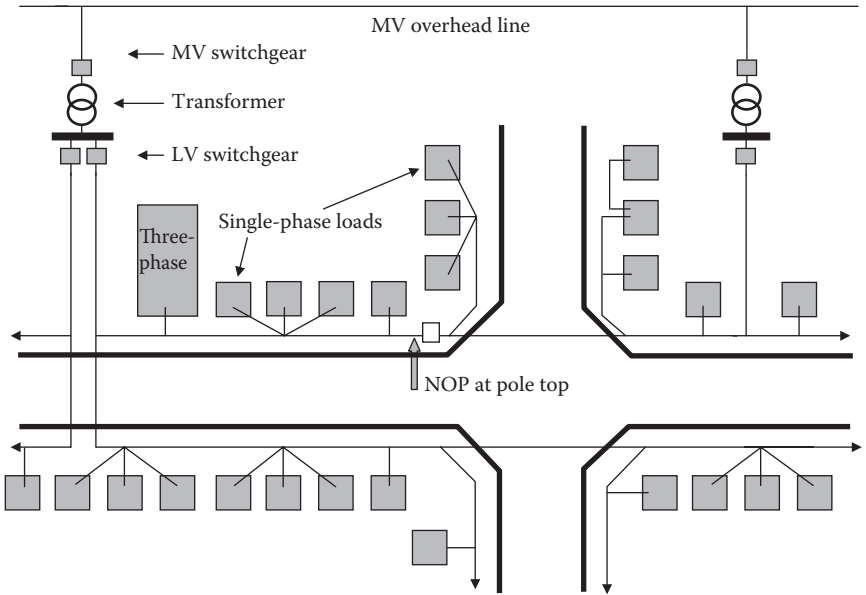 MV overhead line
MV switchgear
Transformer
LV switchgear
Single-phase loads
Three-
phase
NOP at pole top